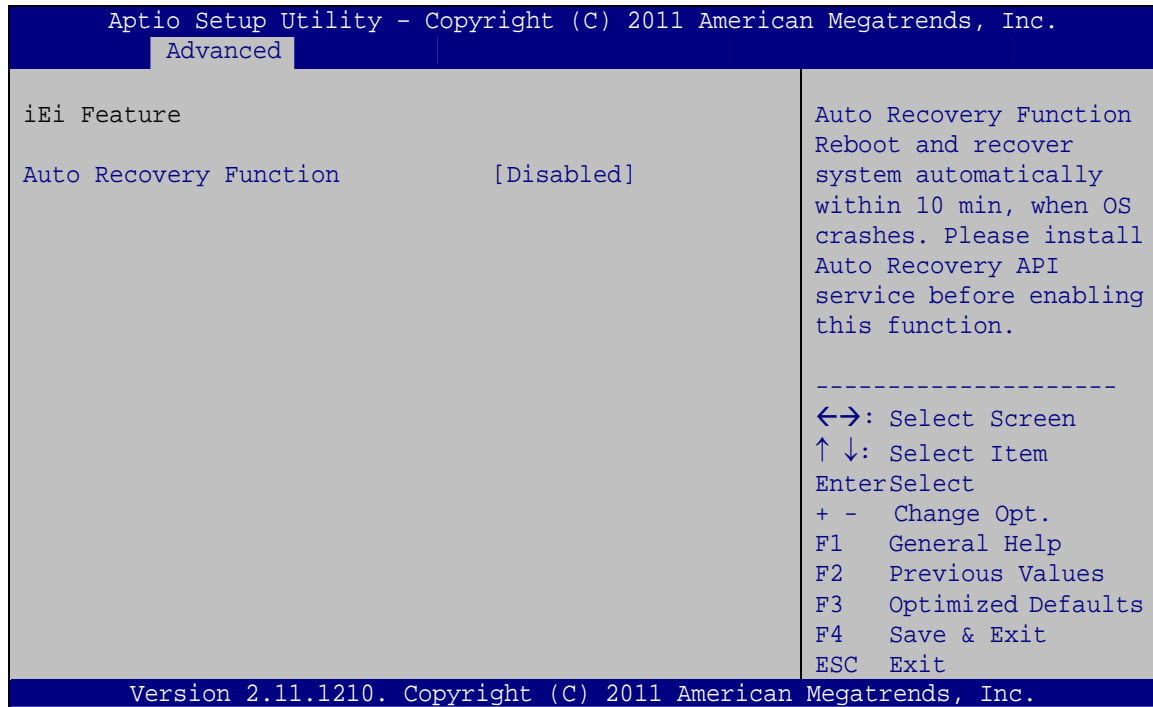 Aptio Setup Utility – Copyright (C) 2011 American Megatrends, Inc.
Advanced
iEi Feature
Auto Recovery Function [Disabled]
Auto Recovery Function
Reboot and recover
system automatically
within 10 min, when OS
crashes. Please install
Auto Recovery API
service before enabling
this function.
---------------------
←→: Select Screen
↑ ↓: Select Item
EnterSelect
+ - Change Opt.
F1 General Help
F2 Previous Values
F3 Optimized Defaults
F4 Save & Exit
ESC Exit
Version 2.11.1210. Copyright (C) 2011 American Megatrends, Inc.